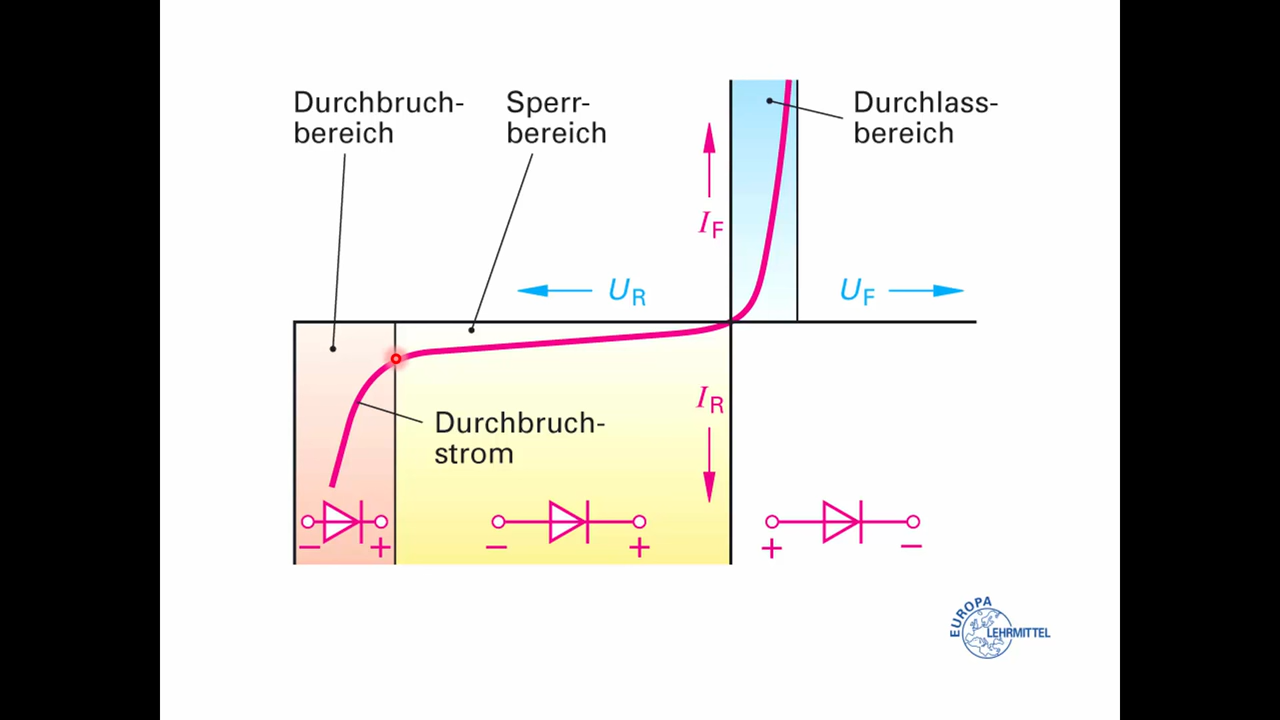 Durchbruch-
bereich
Sperr-
bereich
Durchlass-
bereich
I_F
U_R
U_F
I_R
Durchbruch-
strom
− +
− +
+ −
EUROPA
LEHRMITTEL